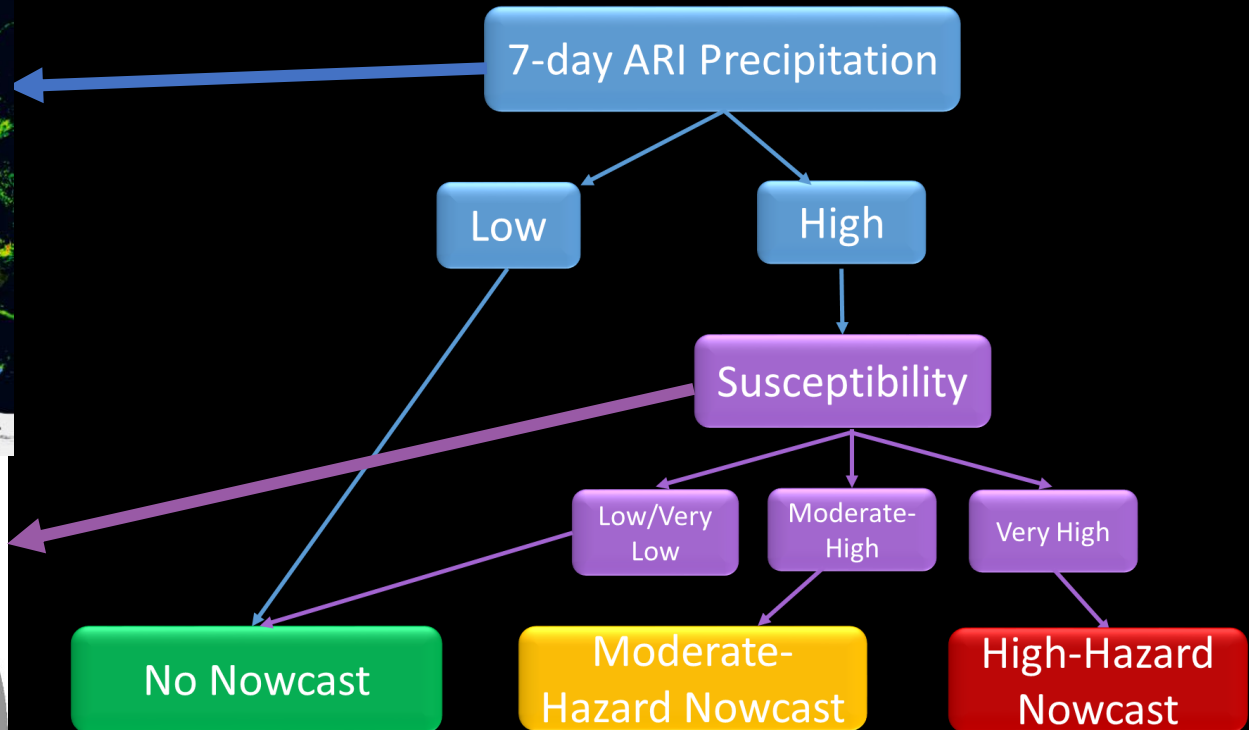 7-day ARI Precipitation
Low
High
Susceptibility
Low/Very
Low
Moderate-
High
Very High
No Nowcast
Moderate-
Hazard Nowcast
High-Hazard
Nowcast